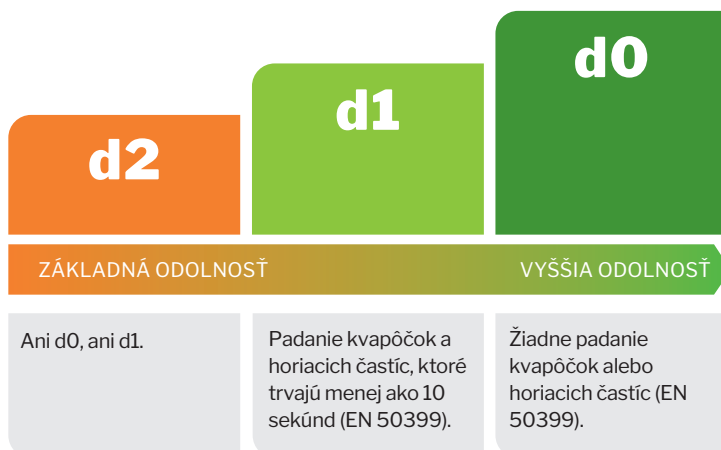 d2
d1
d0
ZÁKLADNÁ ODOLNOSŤ
VYŠŠIA ODOLNOSŤ
Ani d0, ani d1.
Padanie kvapôčok a
horiacich častíc, ktoré
trvajú menej ako 10
sekúnd (EN 50399).
Žiadne padanie
kvapôčok alebo
horiacich častíc (EN
50399).